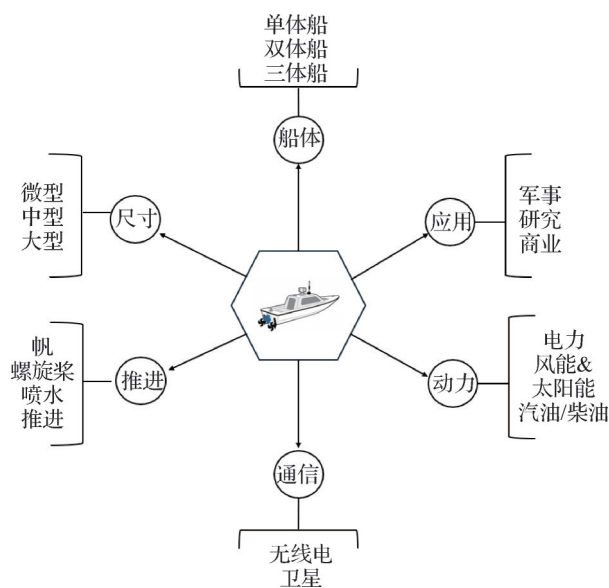 单体船
双体船
三体船
船体
微型
中型
大型
尺寸
应用
军事
研究
商业
帆
螺旋桨
喷水
推进
推进
动力
电力
风能&
太阳能
汽油/柴油
通信
无线电
卫星